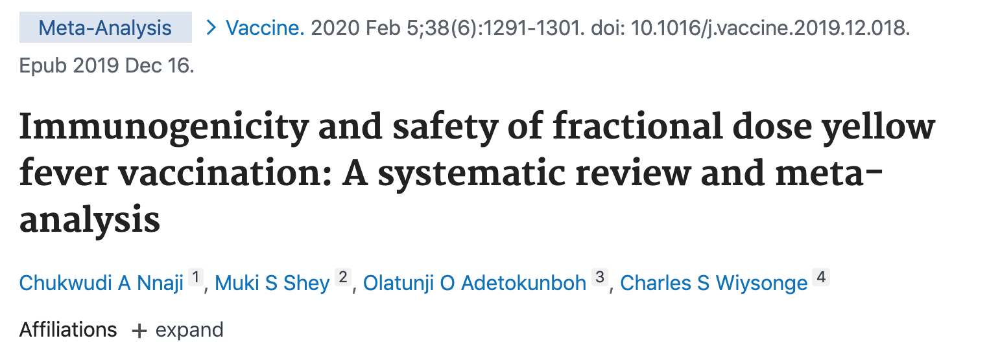 Meta-Analysis > Vaccine. 2020 Feb 5;38(6):1291-1301. doi: 10.1016/j.vaccine.2019.12.018.
Epub 2019 Dec 16.
Immunogenicity and safety of fractional dose yellow
fever vaccination: A systematic review and meta-
analysis
Chukwudi A Nnaji 1, Muki S Shey 2, Olatunji O Adetokunboh 3, Charles S Wiysonge 4
Affiliations + expand